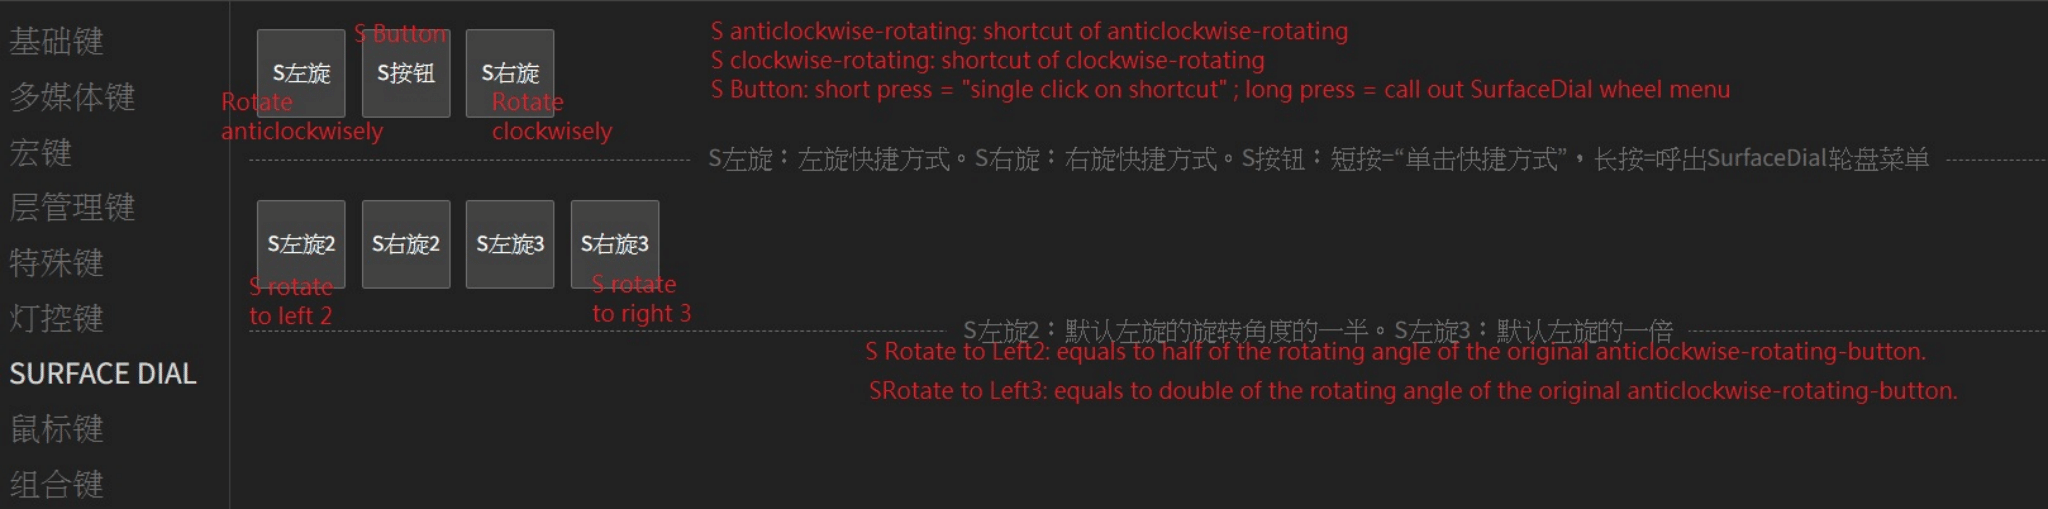 基础键
多媒体键
宏键
层管理键
特殊键
灯控键
SURFACE DIAL
鼠标键
组合键
S Button
S左旋
S按钮
S右旋
Rotate
anticlockwisely
Rotate
clockwisely
S anticlockwise-rotating: shortcut of anticlockwise-rotating
S clockwise-rotating: shortcut of clockwise-rotating
S Button: short press = "single click on shortcut" ; long press = call out SurfaceDial wheel menu
S左旋：左旋快捷方式。S右旋：右旋快捷方式。S按钮：短按=“单击快捷方式”，长按=呼出SurfaceDial轮盘菜单
S左旋2
S右旋2
S左旋3
S右旋3
S rotate
to left 2
S rotate
to right 3
S左旋2：默认左旋的旋转角度的一半。S左旋3：默认左旋的一倍
S Rotate to Left2: equals to half of the rotating angle of the original anticlockwise-rotating-button.
SRotate to Left3: equals to double of the rotating angle of the original anticlockwise-rotating-button.